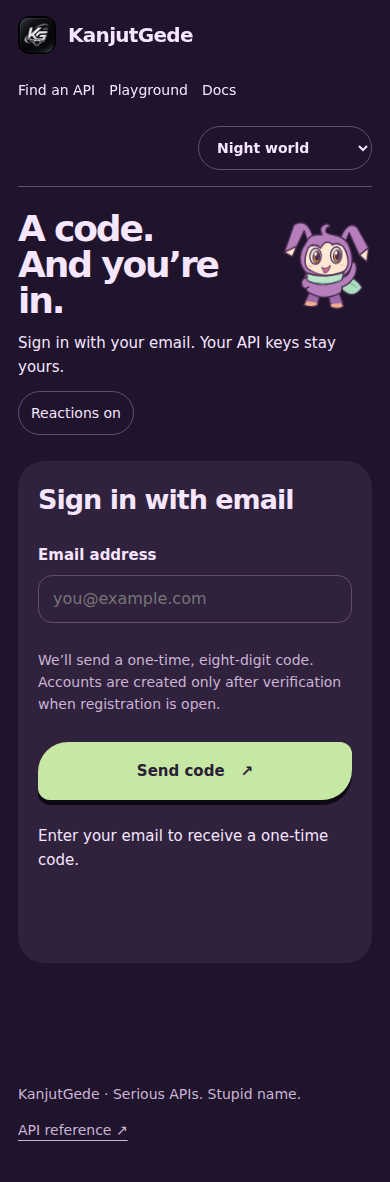 KG
KanjutGede
Find an API Playground Docs
Night world
A code.
And you’re
in.
Sign in with your email. Your API keys stay
yours.
Reactions on
Sign in with email
Email address
you@example.com
We’ll send a one-time, eight-digit code.
Accounts are created only after verification
when registration is open.
Send code ↗
Enter your email to receive a one-time
code.
KanjutGede · Serious APIs. Stupid name.
API reference ↗